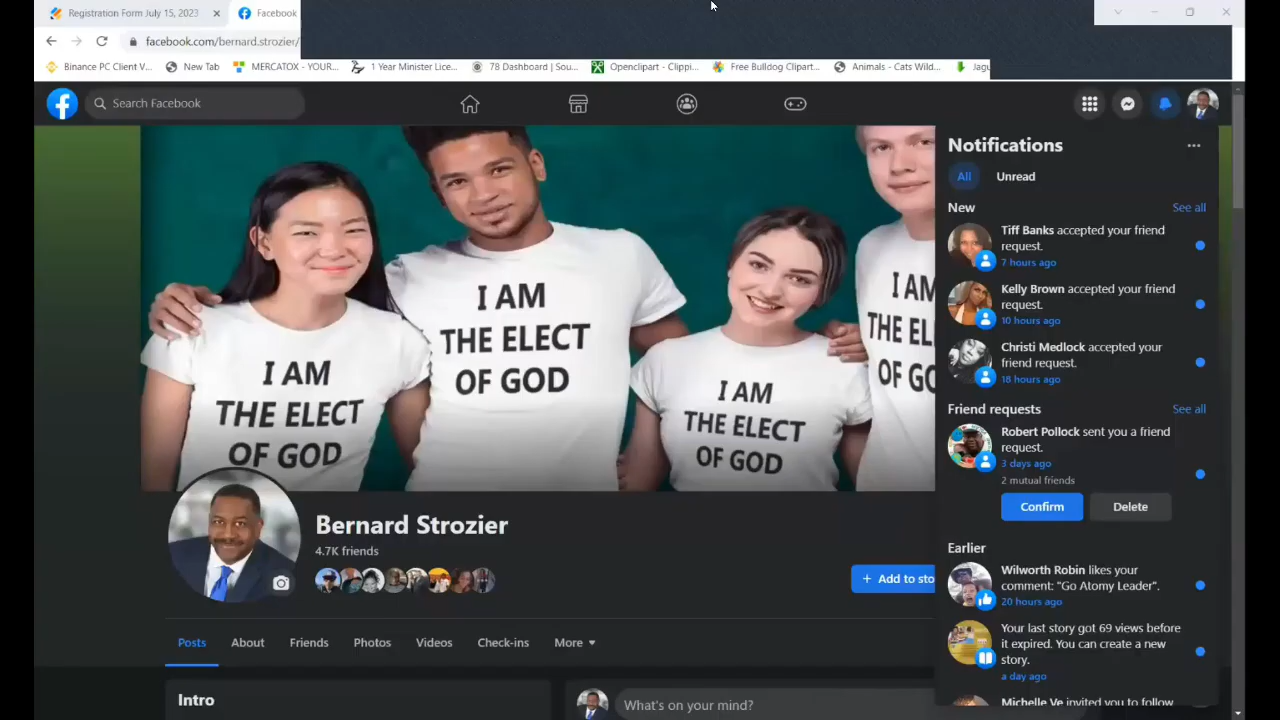 Registration Form July 15, 2023
Facebook
facebook.com/bernard.strozier/
Binance PC Client V...
New Tab
MERCATOX - YOUR...
1 Year Minister Lice...
78 Dashboard | Sou...
Openclipart - Clippi...
Free Bulldog Clipart...
Animals - Cats Wild...
Jagu
Search Facebook
I AM
THE ELECT
OF GOD
I AM
THE ELECT
OF GOD
I AM
THE ELECT
OF GOD
I AM
THE EL
OF GO
Bernard Strozier
4.7K friends
+ Add to sto
Posts
About
Friends
Photos
Videos
Check-ins
More
Intro
What's on your mind?
Notifications
All
Unread
New
See all
Tiff Banks accepted your friend
request.
7 hours ago
Kelly Brown accepted your friend
request.
10 hours ago
Christi Medlock accepted your
friend request.
18 hours ago
Friend requests
See all
Robert Pollock sent you a friend
request.
3 days ago
2 mutual friends
Confirm
Delete
Earlier
Wilworth Robin likes your
comment: "Go Atomy Leader".
20 hours ago
Your last story got 69 views before
it expired. You can create a new
story.
a day ago
Michelle Ve invited you to follow